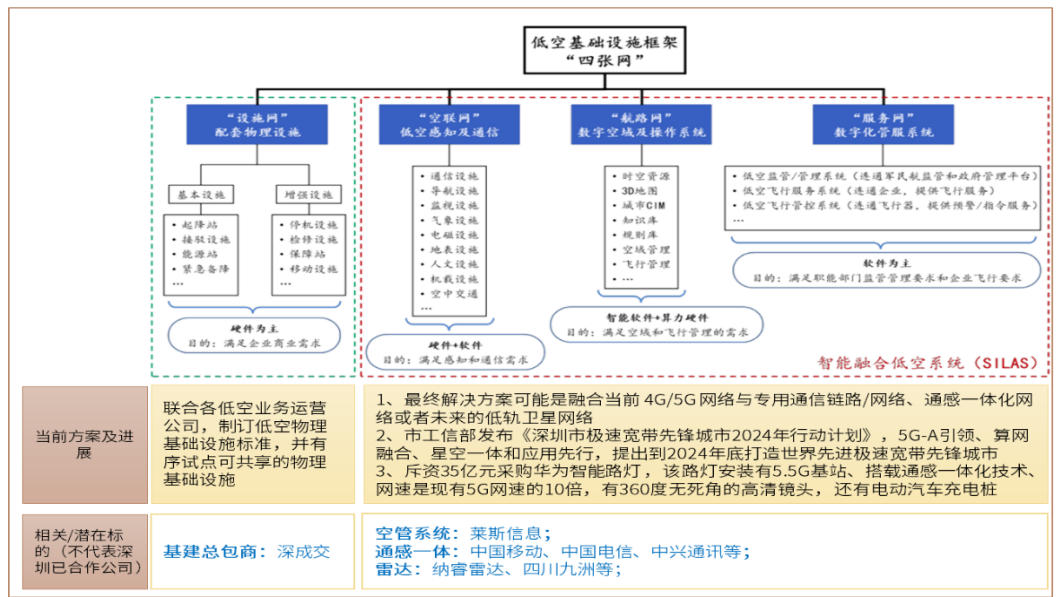 低空基础设施框架
“四张网”
“设施网”
配套物理设施
基本设施
• 起降站
• 接驳设施
• 能源站
• 紧急备降
...
增强设施
• 停机设施
• 检修设施
• 保障站
• 移动设施
...
硬件为主
目的：满足企业商业需求
“空联网”
低空感知及通信
• 通信设施
• 导航设施
• 监视设施
• 气象设施
• 电磁设施
• 地表设施
• 人文设施
• 机载设施
• 空中交通
...
硬件+软件
目的：满足感知和通信需求
“航路网”
数字空域及操作系统
• 时空资源
• 3D地图
• 城市CIM
• 知识库
• 规则库
• 空域管理
• 飞行管理
• ...
智能软件+算力硬件
目的：满足空域和飞行管理的需求
“服务网”
数字化管服系统
• 低空监管/管理系统（连通军民航监管和政府管理平台）
• 低空飞行服务系统（连通企业，提供飞行服务）
• 低空飞行管控系统（连通飞行器，提供预警/指令服务）
...
软件为主
目的：满足职能部门监管管理要求和企业飞行要求
智能融合低空系统（SILAS）
当前方案及进
展
联合各低空业务运营
公司，制订低空物理
基础设施标准，并有
序试点可共享的物理
基础设施
1、最终解决方案可能是融合当前 4G/5G 网络与专用通信链路/网络、通感一体化网
络或者未来的低轨卫星网络
2、市工信部发布《深圳市极速宽带先锋城市2024年行动计划》，5G-A引领、算网
融合、星空一体和应用先行，提出到2024年底打造世界先进极速宽带先锋城市
3、斥资35亿元采购华为智能路灯，该路灯安装有5.5G基站、搭载通感一体化技术、
网速是现有5G网速的10倍，有360度无死角的高清镜头，还有电动汽车充电桩
相关/潜在标
的（不代表深
圳已合作公司）
基建总包商：深成交
空管系统：莱斯信息；
通感一体：中国移动、中国电信、中兴通讯等；
雷达：纳睿雷达、四川九洲等；